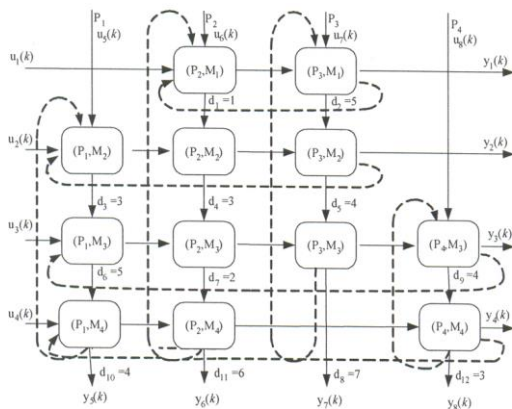 P1 P2 P3 P4
u5(k) u6(k) u7(k) u8(k)
u1(k) (P2,M1) (P3,M1) y1(k)
d1 =1 d2 =5
u2(k) (P1,M2) (P2,M2) (P3,M2) y2(k)
d3 =3 d4 =3 d5 =4
u3(k) (P1,M3) (P2,M3) (P3,M3) (P4,M3) y3(k)
d6 =5 d7 =2 d9 =4
u4(k) (P1,M4) (P2,M4) (P4,M4) y4(k)
d10 =4 d11 =6 d8 =7 d12 =3
y5(k) y6(k) y7(k) y8(k)